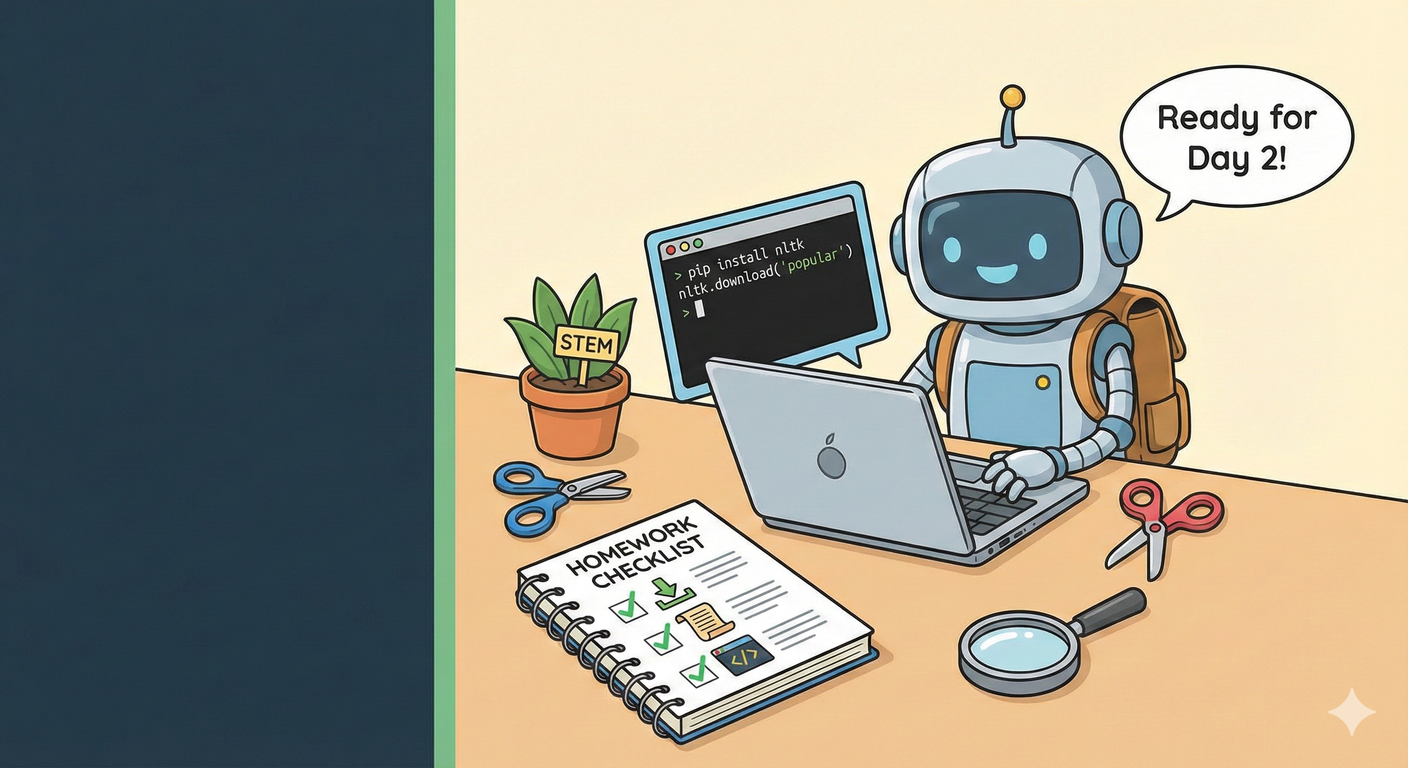 Ready for
Day 2!
> pip install nltk
nltk.download('popular')
>
STEM
HOMEWORK
CHECKLIST
</>